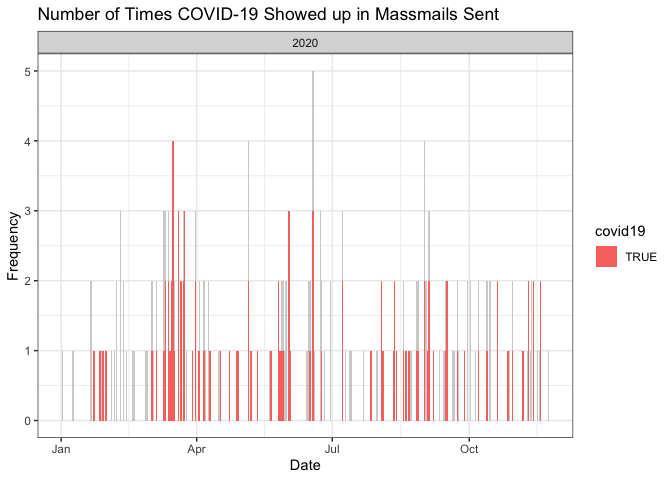 Number of Times COVID-19 Showed up in Massmails Sent
2020
5
4
3
2
1
0
Frequency
Jan Apr Jul Oct
Date
covid19
TRUE